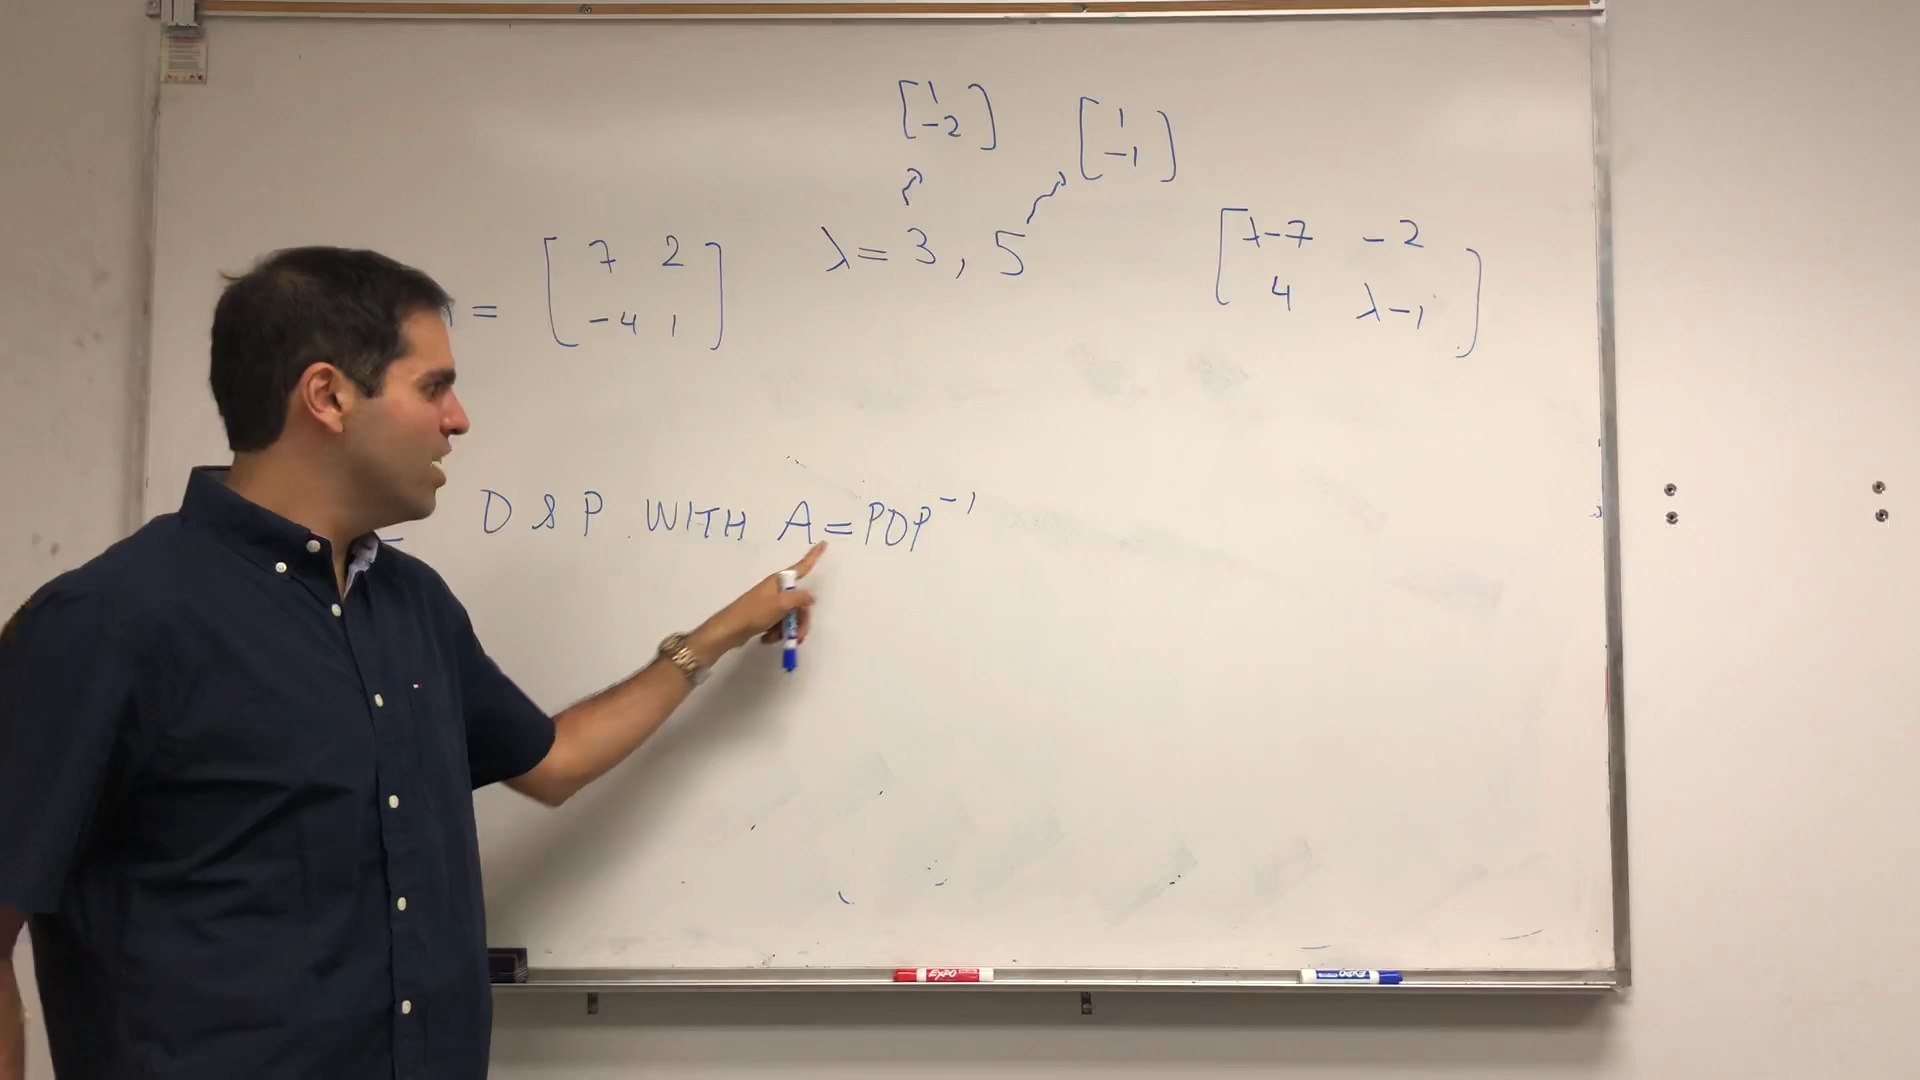 [1 -2] [1 -1]
= [7 2 -4 1] λ = 3, 5 [λ-7 -2 4 λ-1]
D & P WITH A = PDP⁻¹
EXPO
EXPO